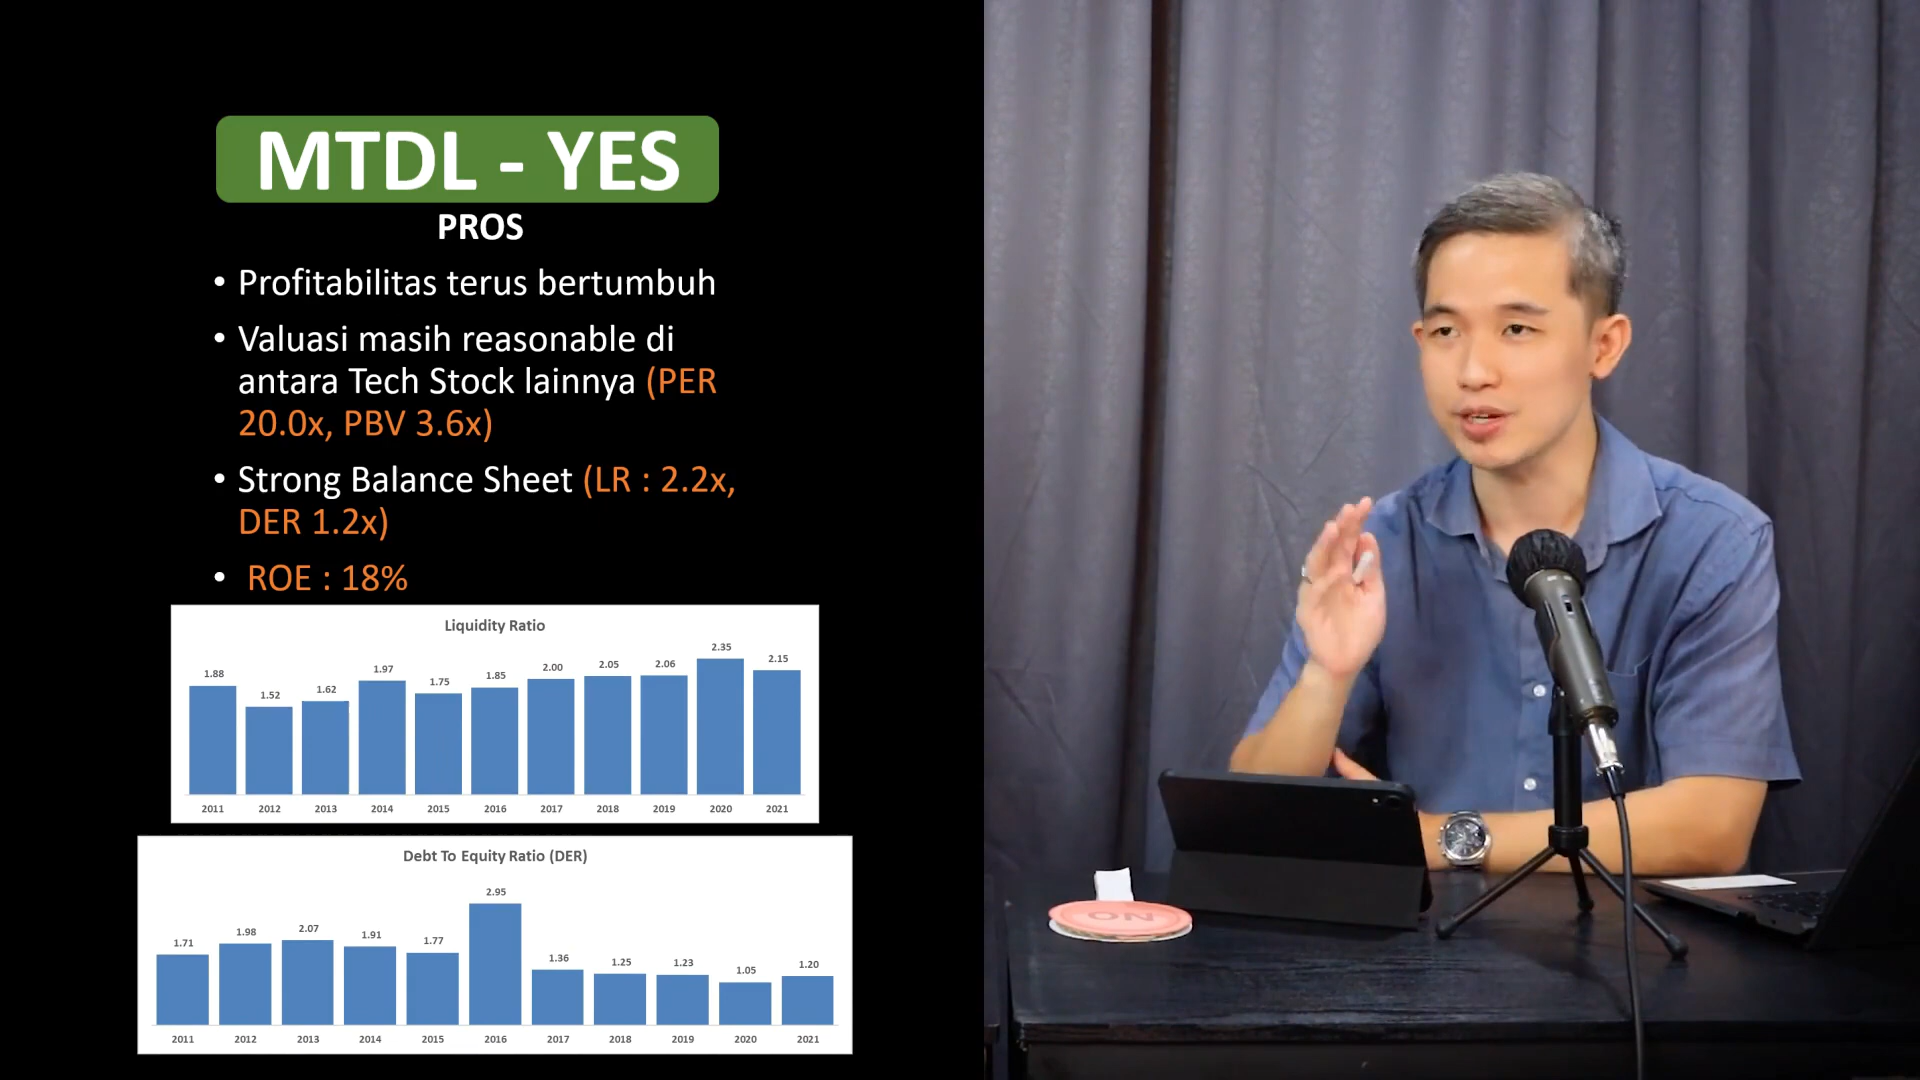 MTDL - YES
PROS
• Profitabilitas terus bertumbuh
• Valuasi masih reasonable di
antara Tech Stock lainnya (PER
20.0x, PBV 3.6x)
• Strong Balance Sheet (LR : 2.2x,
DER 1.2x)
• ROE : 18%
Liquidity Ratio
1.88 1.52 1.62 1.97 1.75 1.85 2.00 2.05 2.06 2.35 2.15
2011 2012 2013 2014 2015 2016 2017 2018 2019 2020 2021
Debt To Equity Ratio (DER)
1.71 1.98 2.07 1.91 1.77 2.95 1.36 1.25 1.23 1.05 1.20
2011 2012 2013 2014 2015 2016 2017 2018 2019 2020 2021
NO